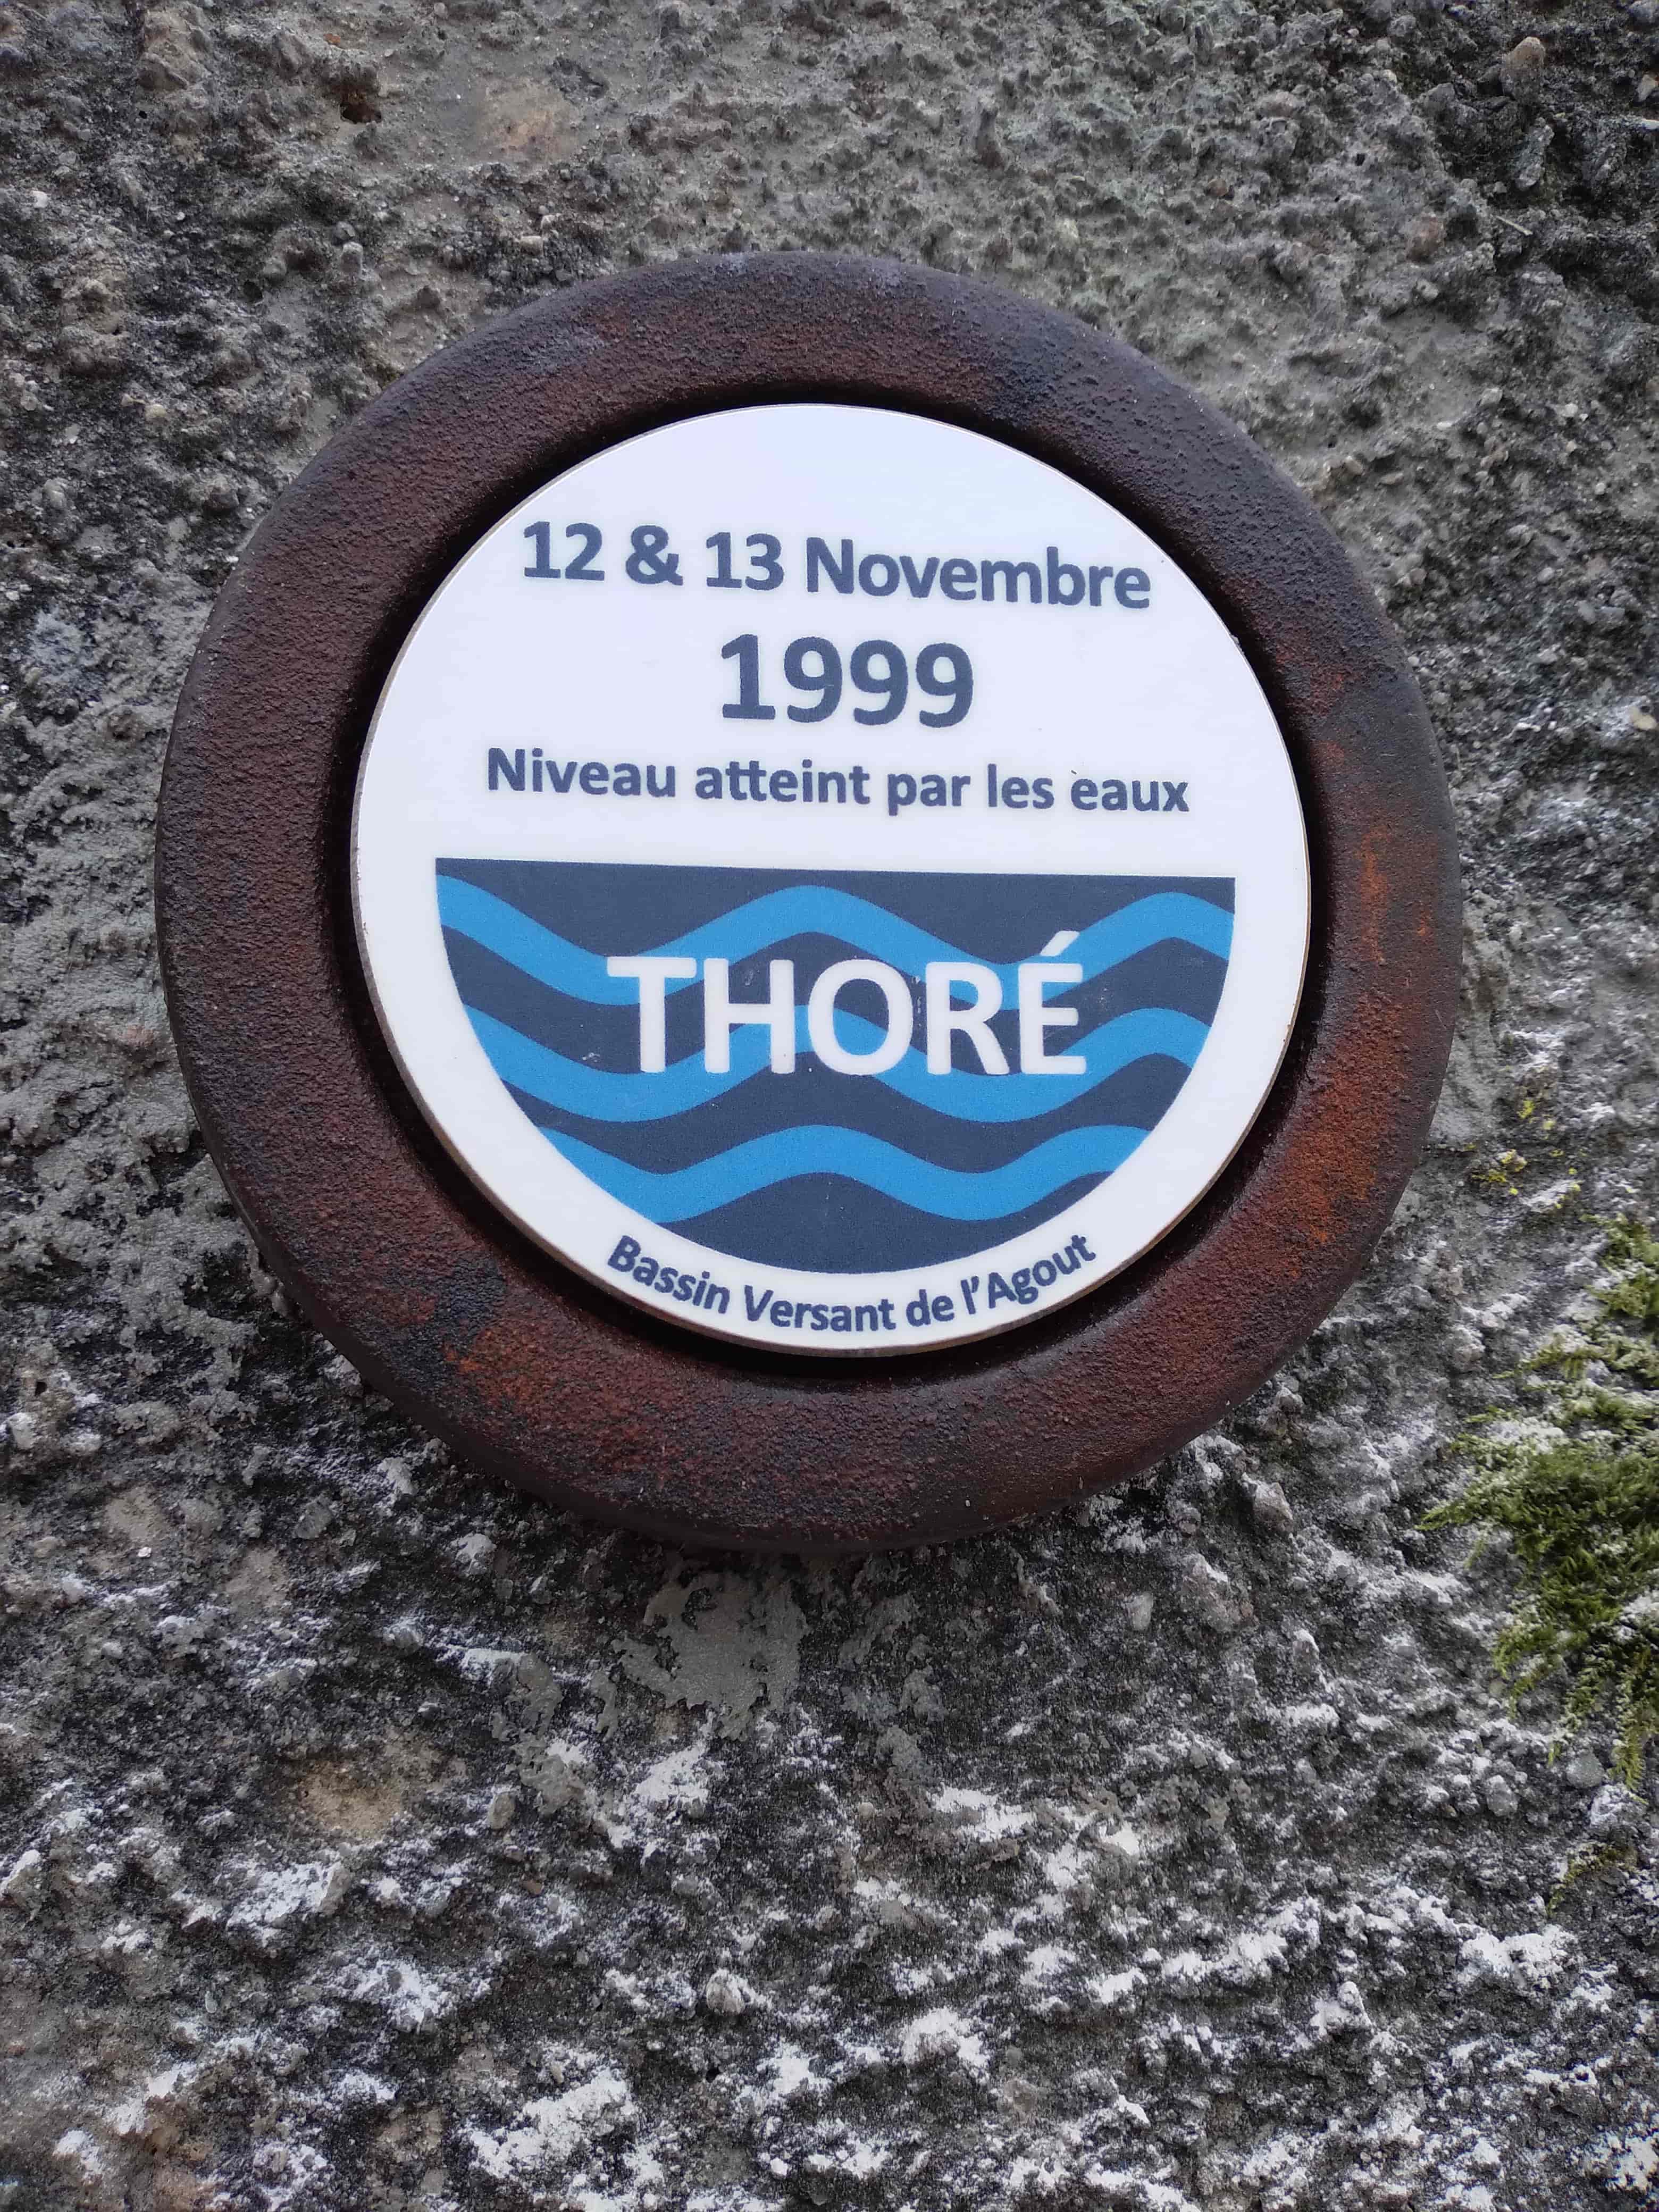 12 & 13 Novembre
1999
Niveau atteint par les eaux
THORÉ
Bassin Versant de l'Agout